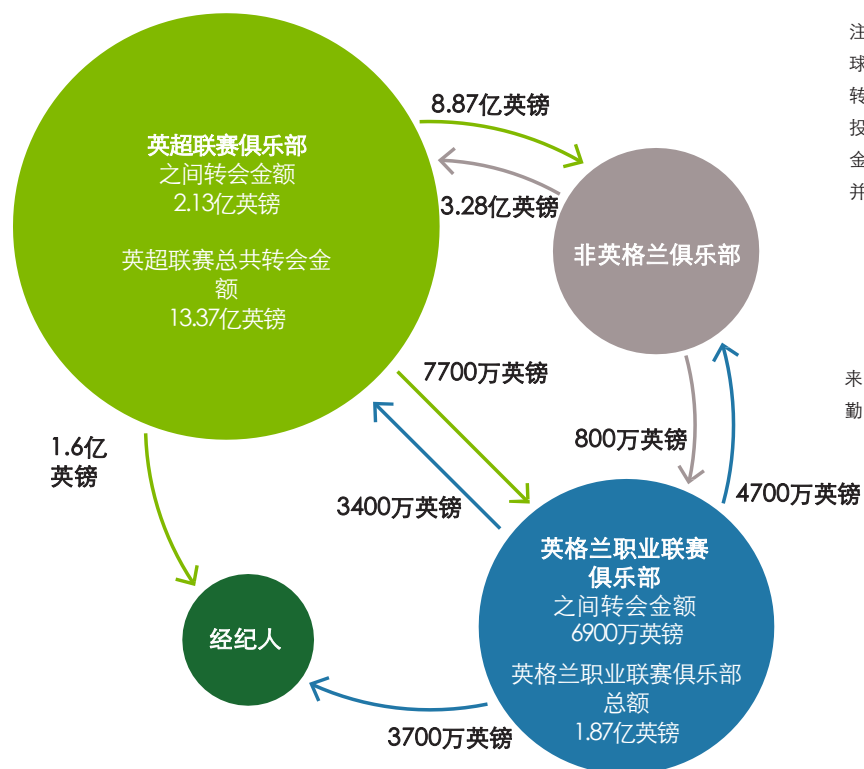 8.87亿英镑
3.28亿英镑
英超联赛俱乐部
之间转会金额
2.13亿英镑
英超联赛总共转会金
额
13.37亿英镑
非英格兰俱乐部
7700万英镑
800万英镑
3400万英镑
4700万英镑
1.6亿
英镑
英格兰职业联赛
俱乐部
之间转会金额
6900万英镑
英格兰职业联赛俱乐部
总额
1.87亿英镑
经纪人
3700万英镑
注
球
转
投
金
并
来
勤